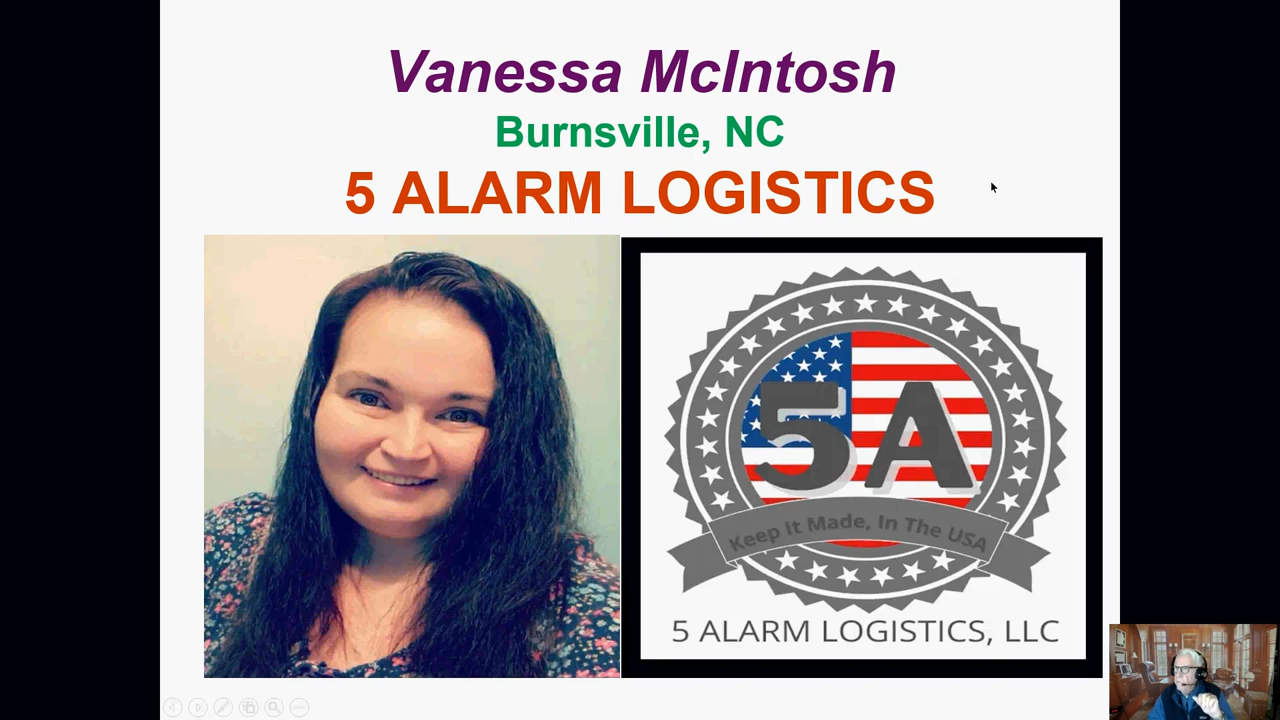 Vanessa McIntosh
Burnsville, NC
5 ALARM LOGISTICS
5A
Keep It Made, In The USA
5 ALARM LOGISTICS, LLC